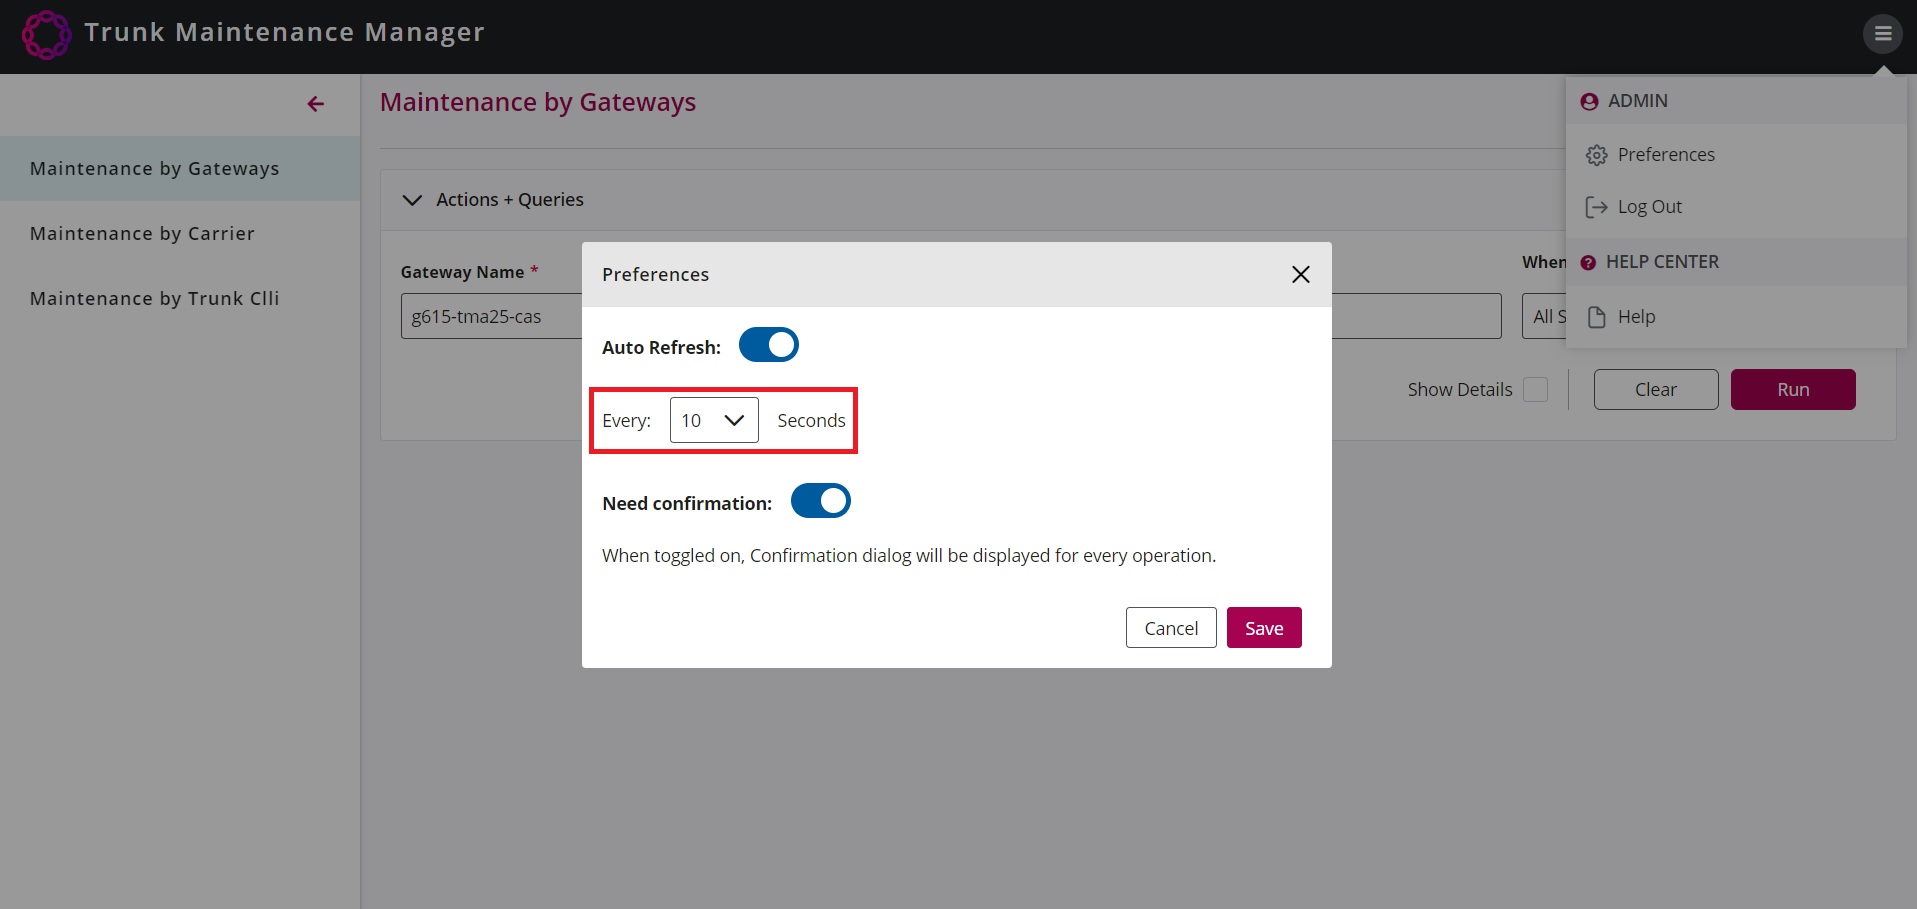 Trunk Maintenance Manager
Maintenance by Gateways
Maintenance by Carrier
Maintenance by Trunk Clli
Maintenance by Gateways
Actions + Queries
Gateway Name *
g615-tma25-cas
When
All S
Show Details
Clear
Run
ADMIN
Preferences
Log Out
HELP CENTER
Help
Preferences
Auto Refresh:
Every: 10 Seconds
Need confirmation:
When toggled on, Confirmation dialog will be displayed for every operation.
Cancel
Save